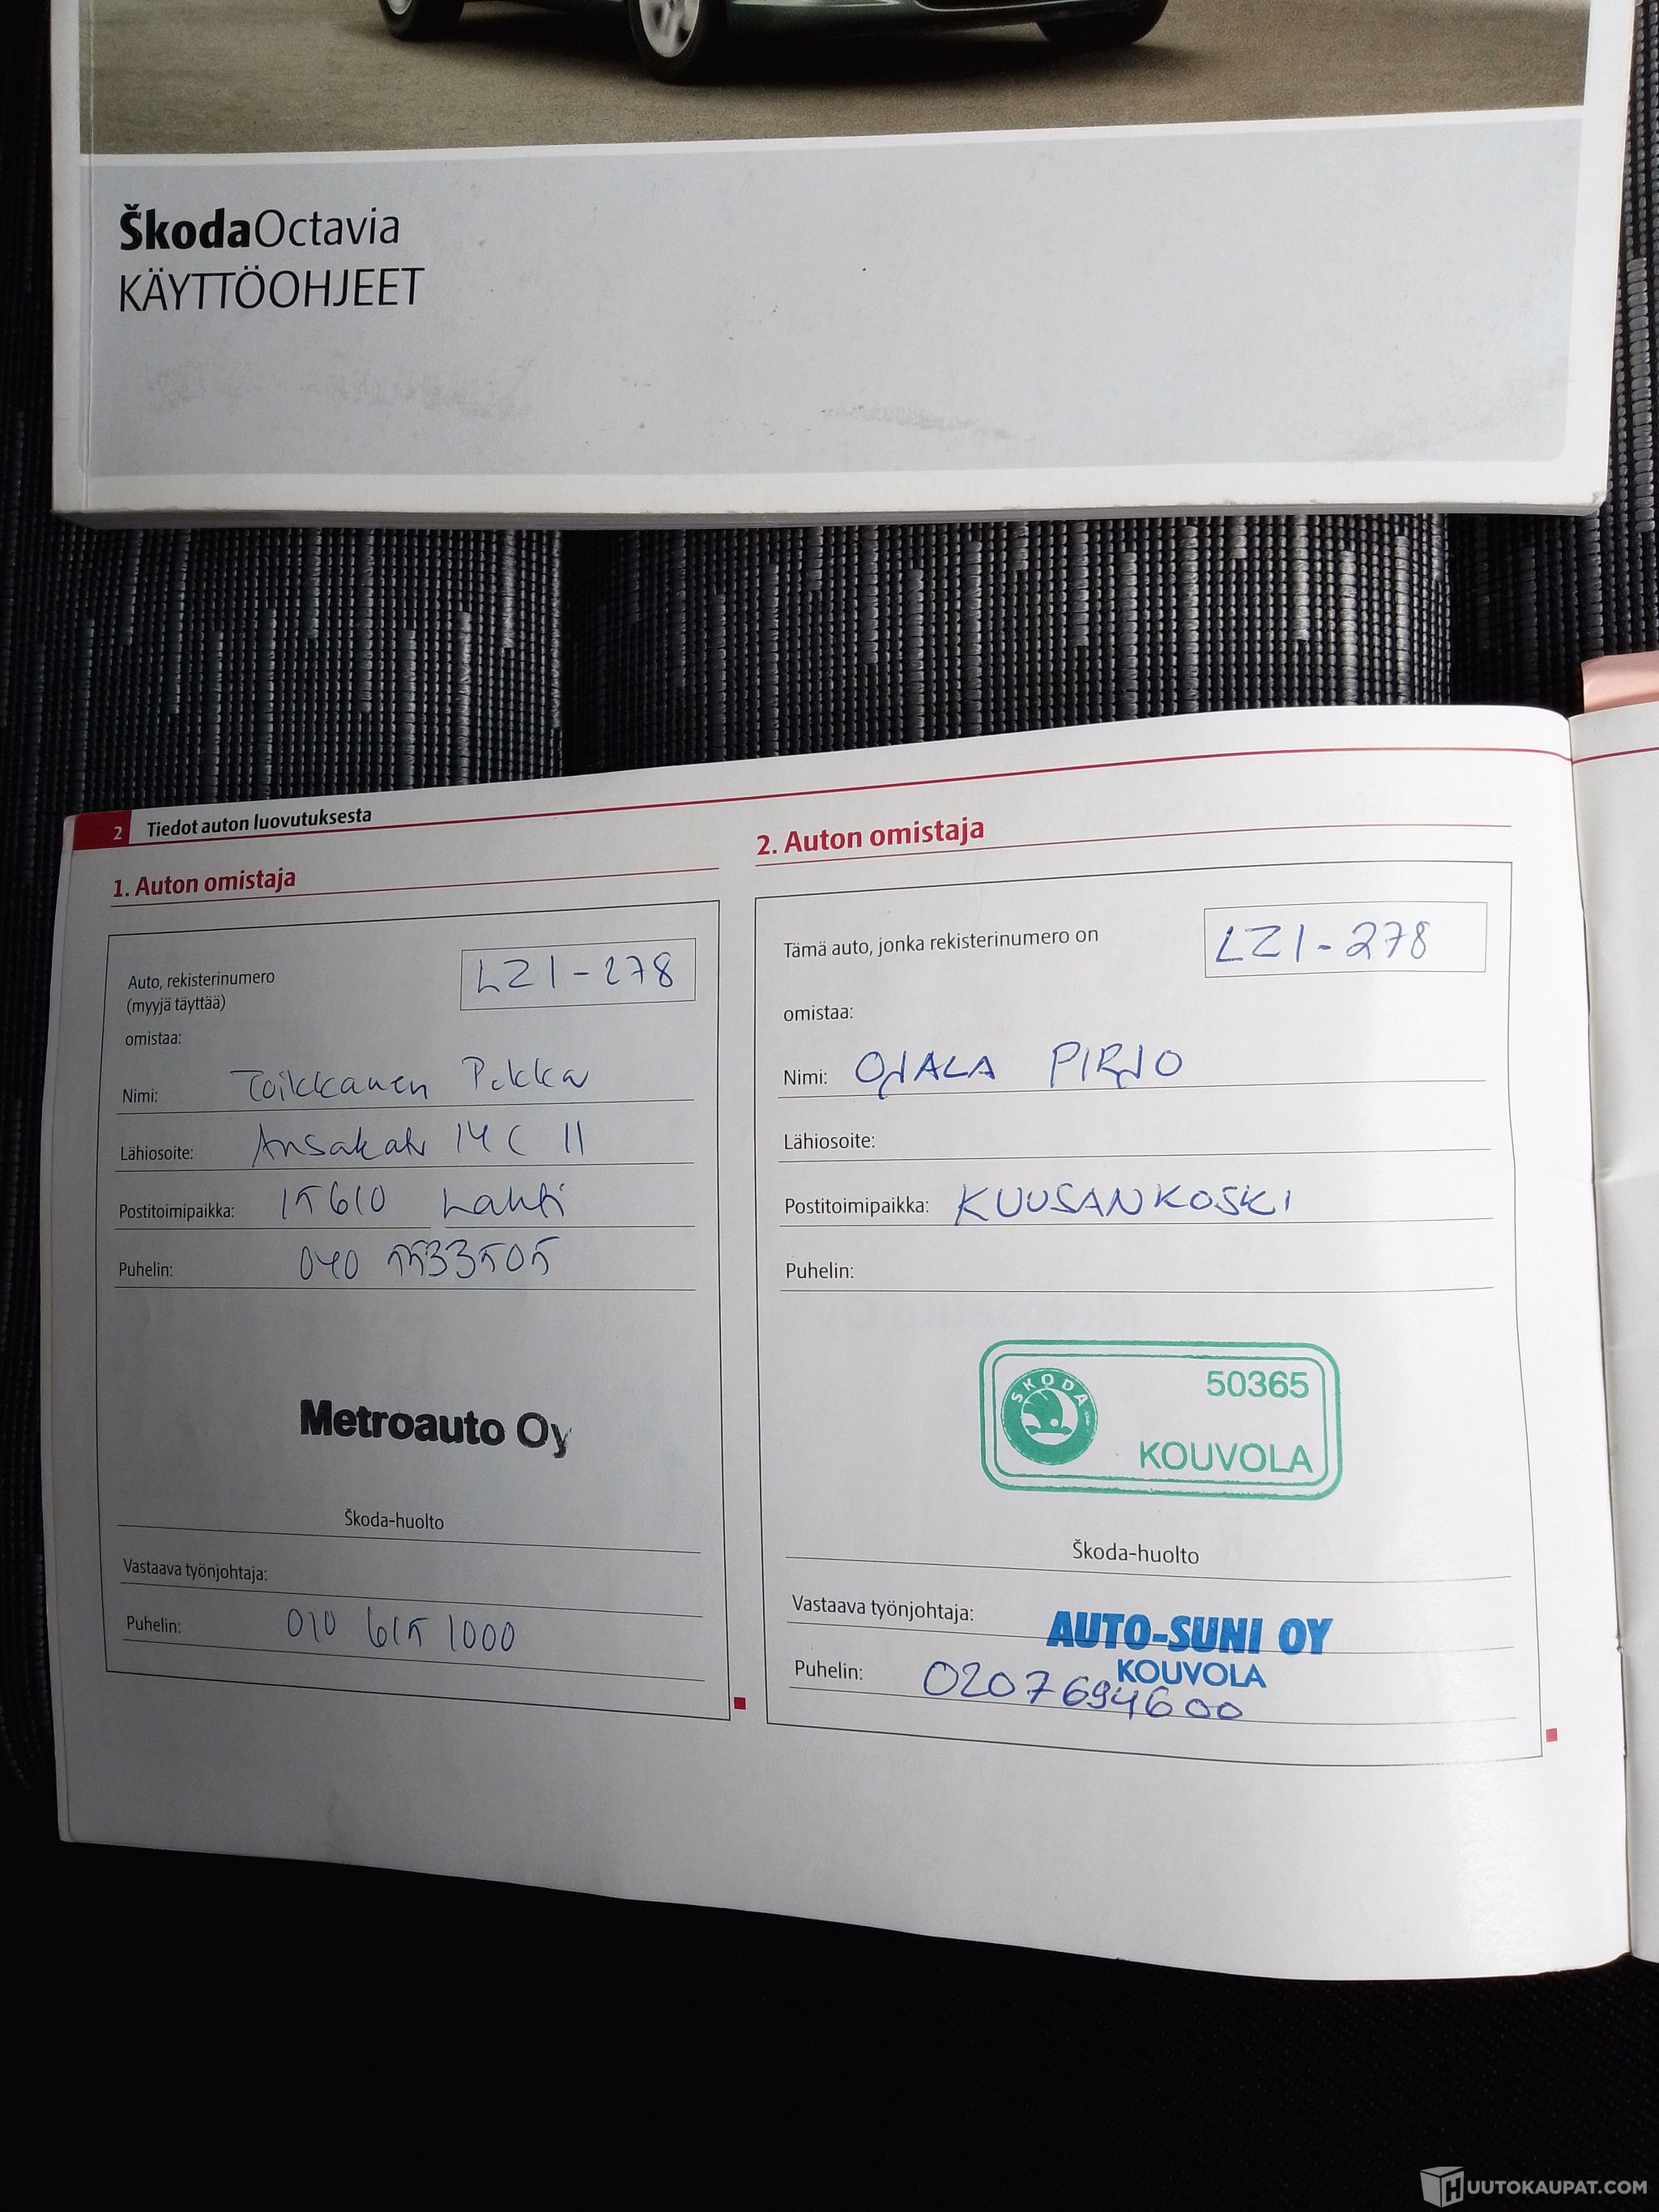 ŠkodaOctavia
KÄYTTÖOHJEET
2 Tiedot auton luovutuksesta
1. Auton omistaja
Auto, rekisterinumero
(myyjä täyttää)
LZI-278
omistaa:
Nimi: Toikkanen Pekka
Lähiosoite: Ansakatu 14 C 11
Postitoimipaikka: 15610 Lahti
Puhelin: 040 5533505
Metroauto Oy
Škoda-huolto
Vastaava työnjohtaja:
Puhelin: 010 615 1000
2. Auton omistaja
Tämä auto, jonka rekisterinumero on LZI-278
omistaa:
Nimi: OJALA PIRJO
Lähiosoite:
Postitoimipaikka: KUUSANKOSKI
Puhelin:
ŠKODA
50365
KOUVOLA
Škoda-huolto
Vastaava työnjohtaja: AUTO-SUNI OY
KOUVOLA
Puhelin: 0207694600
HUUTOKAUPAT.COM